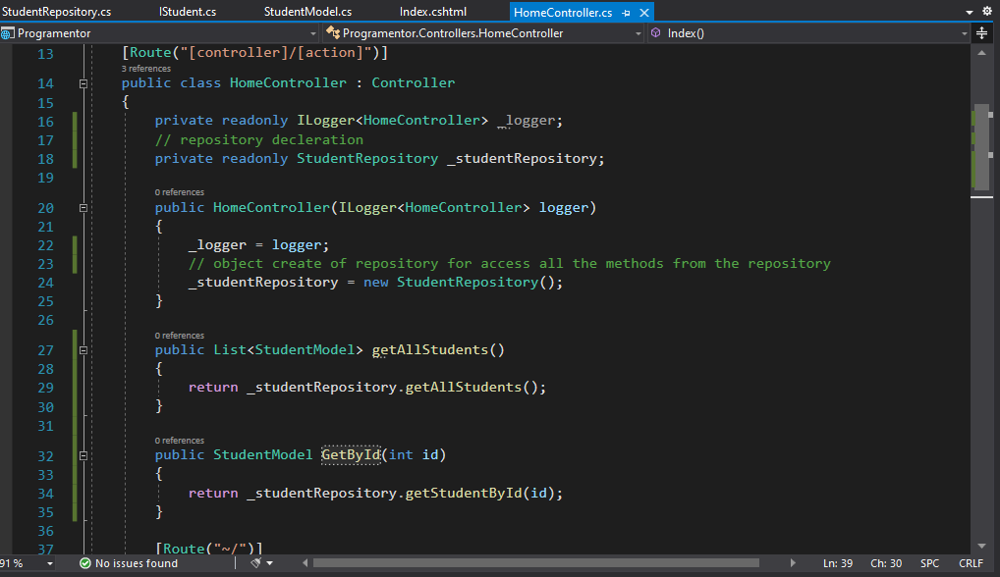 StudentRepository.cs IStudent.cs StudentModel.cs Index.cshtml HomeController.cs
Programentor Programentor.Controllers.HomeController Index()
13 [Route("[controller]/[action]")]
3 references
14 public class HomeController : Controller
15 {
16 private readonly ILogger<HomeController> _logger;
17 // repository decleration
18 private readonly StudentRepository _studentRepository;
19
0 references
20 public HomeController(ILogger<HomeController> logger)
21 {
22 _logger = logger;
23 // object create of repository for access all the methods from the repository
24 _studentRepository = new StudentRepository();
25 }
26
0 references
27 public List<StudentModel> getAllStudents()
28 {
29 return _studentRepository.getAllStudents();
30 }
31
0 references
32 public StudentModel GetById(int id)
33 {
34 return _studentRepository.getStudentById(id);
35 }
36
37 [Route("~/")]
91 % No issues found Ln: 39 Ch: 30 SPC CRLF